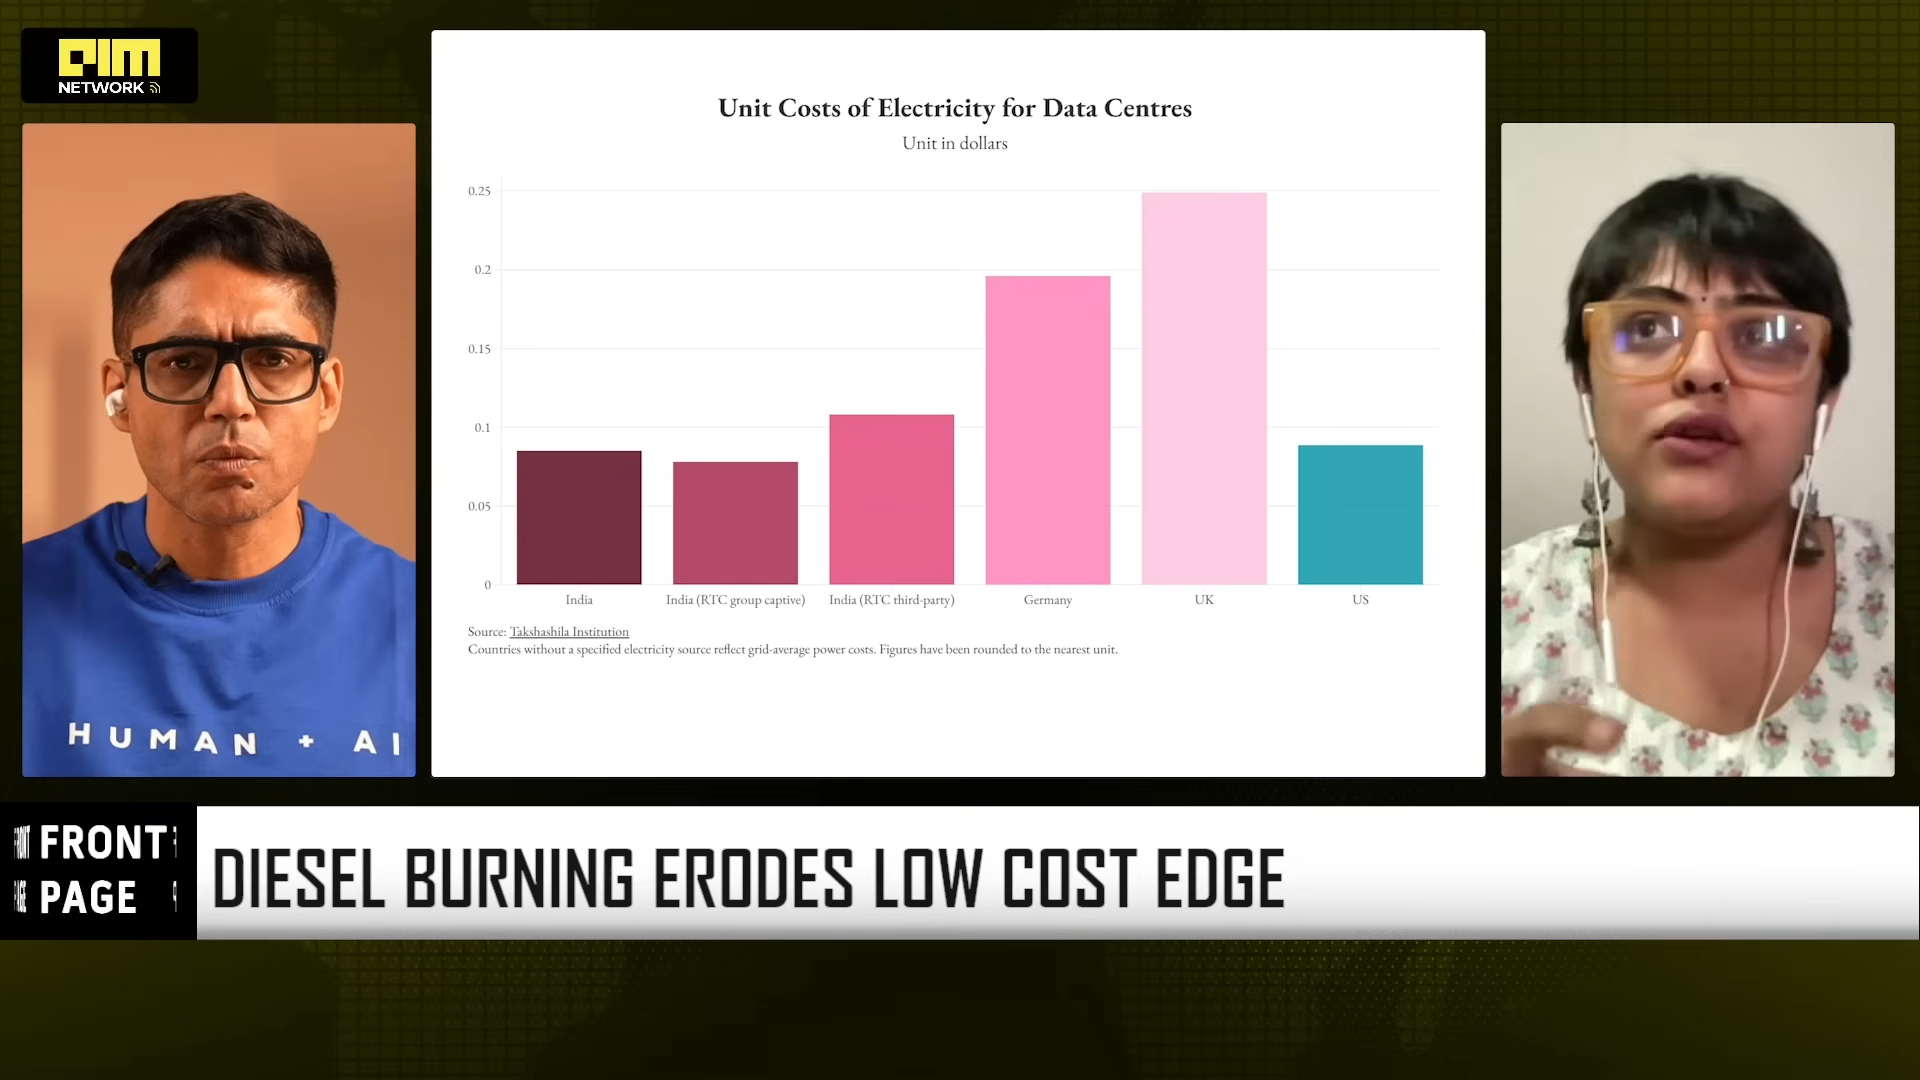 AIM
NETWORK
Unit Costs of Electricity for Data Centres
Unit in dollars
0.25
0.2
0.15
0.1
0.05
0
India
India (RTC group captive)
India (RTC third-party)
Germany
UK
US
Source: Takshashila Institution
Countries without a specified electricity source reflect grid-average power costs. Figures have been rounded to the nearest unit.
HUMAN + AI
FRONT
PAGE
DIESEL BURNING ERODES LOW COST EDGE